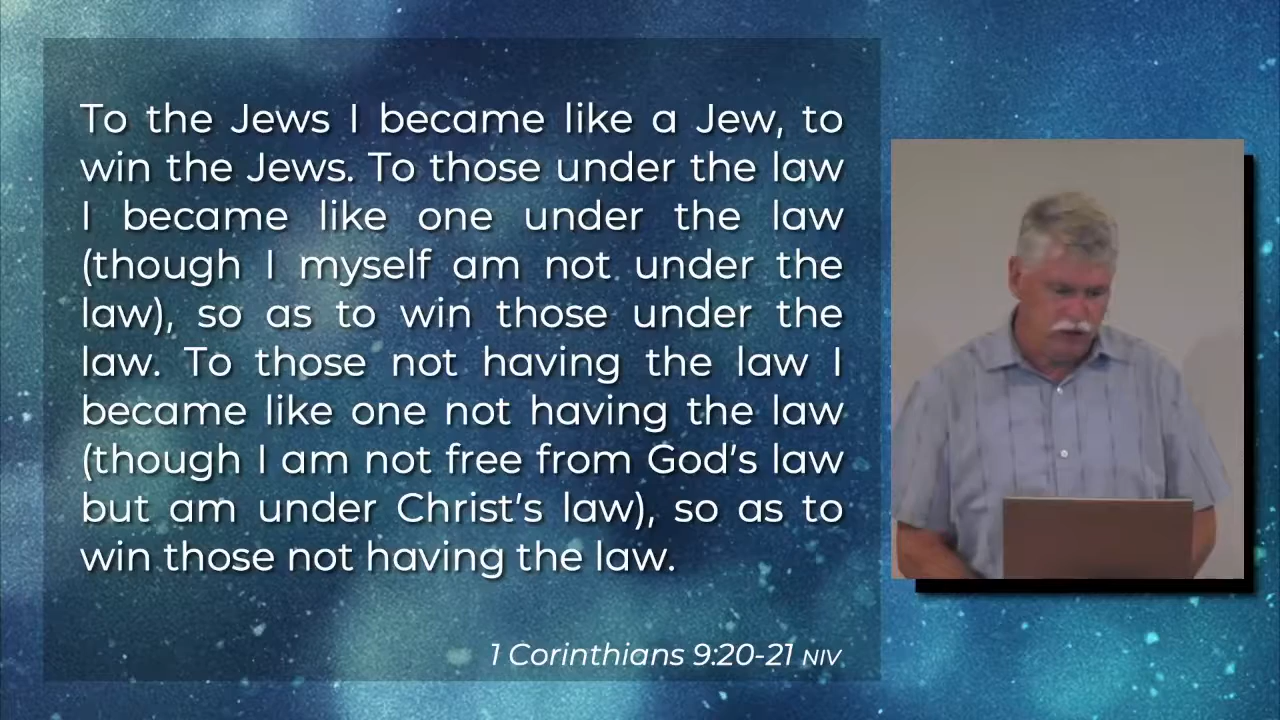 To the Jews I became like a Jew, to
win the Jews. To those under the law
I became like one under the law
(though I myself am not under the
law), so as to win those under the
law. To those not having the law I
became like one not having the law
(though I am not free from God’s law
but am under Christ’s law), so as to
win those not having the law.
1 Corinthians 9:20-21 NIV